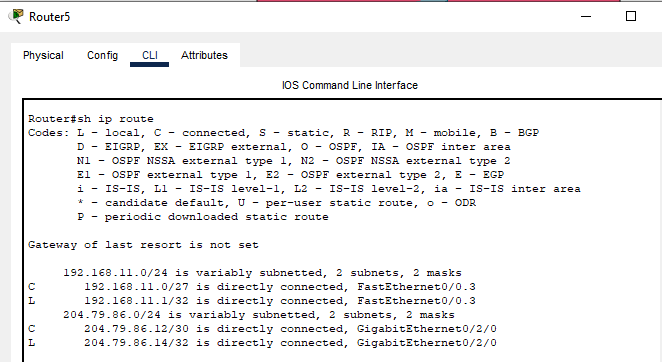 Router5
Physical Config CLI Attributes
IOS Command Line Interface
Router#sh ip route
Codes: L - local, C - connected, S - static, R - RIP, M - mobile, B - BGP
D - EIGRP, EX - EIGRP external, O - OSPF, IA - OSPF inter area
N1 - OSPF NSSA external type 1, N2 - OSPF NSSA external type 2
E1 - OSPF external type 1, E2 - OSPF external type 2, E - EGP
i - IS-IS, L1 - IS-IS level-1, L2 - IS-IS level-2, ia - IS-IS inter area
* - candidate default, U - per-user static route, o - ODR
P - periodic downloaded static route
Gateway of last resort is not set
192.168.11.0/24 is variably subnetted, 2 subnets, 2 masks
C 192.168.11.0/27 is directly connected, FastEthernet0/0.3
L 192.168.11.1/32 is directly connected, FastEthernet0/0.3
204.79.86.0/24 is variably subnetted, 2 subnets, 2 masks
C 204.79.86.12/30 is directly connected, GigabitEthernet0/2/0
L 204.79.86.14/32 is directly connected, GigabitEthernet0/2/0